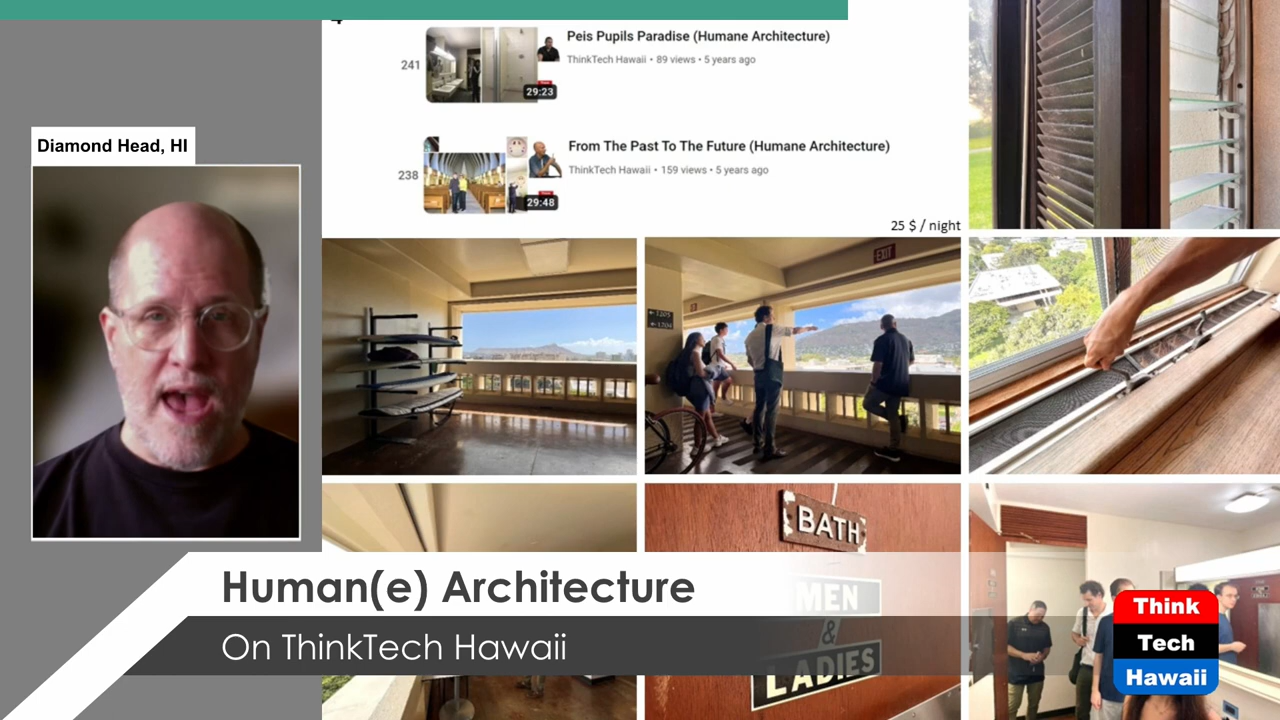 Diamond Head, HI
241
Peis Pupils Paradise (Humane Architecture)
ThinkTech Hawaii • 89 views • 5 years ago
29:23
238
From The Past To The Future (Humane Architecture)
ThinkTech Hawaii • 159 views • 5 years ago
29:48
25 $ / night
EXIT
←1205
←1204
BATH
MEN
&
LADIES
Human(e) Architecture
On ThinkTech Hawaii
Think
Tech
Hawaii